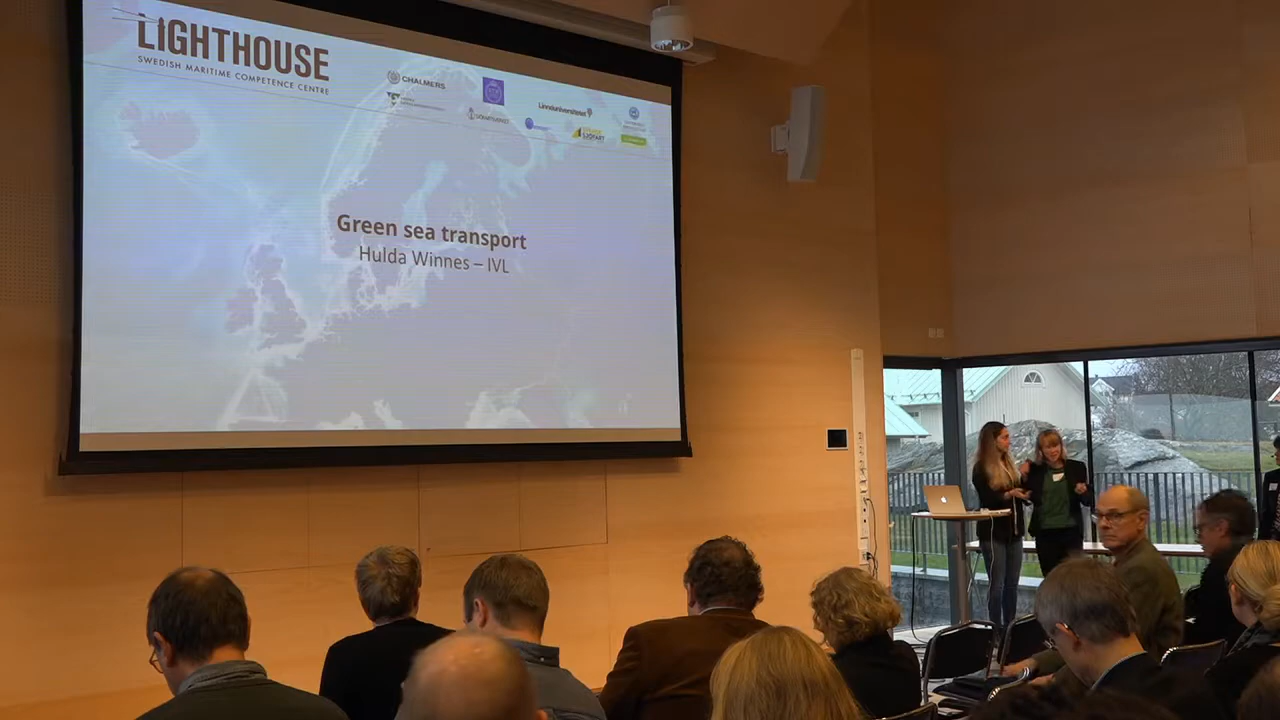 LIGHTHOUSE
SWEDISH MARITIME COMPETENCE CENTRE
CHALMERS
Linnéuniversitetet
Green sea transport
Hulda Winnes – IVL